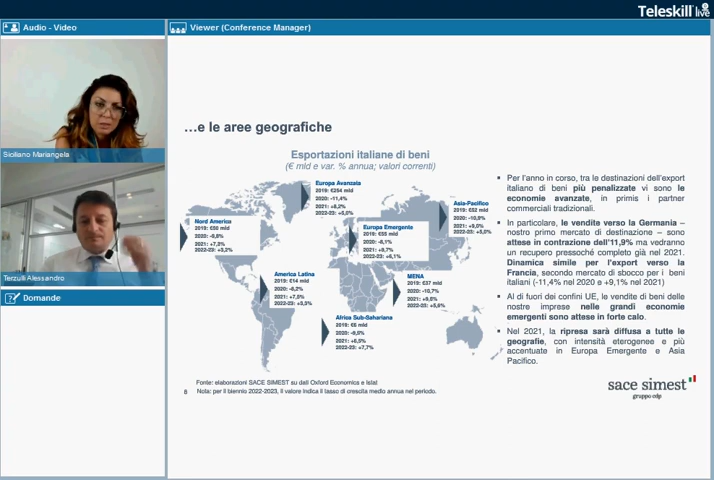 Teleskill live
Audio - Video
Viewer (Conference Manager)
Sioliano Mariangela
Terzulli Alessandro
Domande
…e le aree geografiche
Esportazioni italiane di beni
(€ mld e var. % annua; valori correnti)
Europa Avanzata
2019: €254 mld
2020: -11,4%
2021: +8,2%
2022-23: +5,0%
Asia-Pacifico
2019: €52 mld
2020: -10,9%
2021: +9,0%
2022-23: +5,0%
Nord America
2019: €50 mld
2020: -9,8%
2021: +7,3%
2022-23: +3,2%
Europa Emergente
2019: €55 mld
2020: -8,1%
2021: +8,7%
2022-23: +6,1%
America Latina
2019: €14 mld
2020: -8,2%
2021: +7,0%
2022-23: +3,3%
MENA
2019: €37 mld
2020: -10,7%
2021: +9,6%
2022-23: +5,6%
Africa Sub-Sahariana
2019: €6 mld
2020: -9,5%
2021: +6,5%
2022-23: +7,7%
Per l'anno in corso, tra le destinazioni dell'export
italiano di beni più penalizzate vi sono le
economie avanzate, in primis i partner
commerciali tradizionali.
In particolare, le vendite verso la Germania –
nostro primo mercato di destinazione – sono
attese in contrazione dell'11,9% ma vedranno
un recupero pressoché completo già nel 2021.
Dinamica simile per l'export verso la
Francia, secondo mercato di sbocco per i beni
italiani (-11,4% nel 2020 e +9,1% nel 2021)
Al di fuori dei confini UE, le vendite di beni delle
nostre imprese nelle grandi economie
emergenti sono attese in forte calo.
Nel 2021, la ripresa sarà diffusa a tutte le
geografie, con intensità eterogenee e più
accentuate in Europa Emergente e Asia
Pacifico.
Fonte: elaborazioni SACE SIMEST su dati Oxford Economics e Istat
8 Nota: per il biennio 2022-2023, il valore indica il tasso di crescita medio annua nel periodo.
sace simest
gruppo cdp